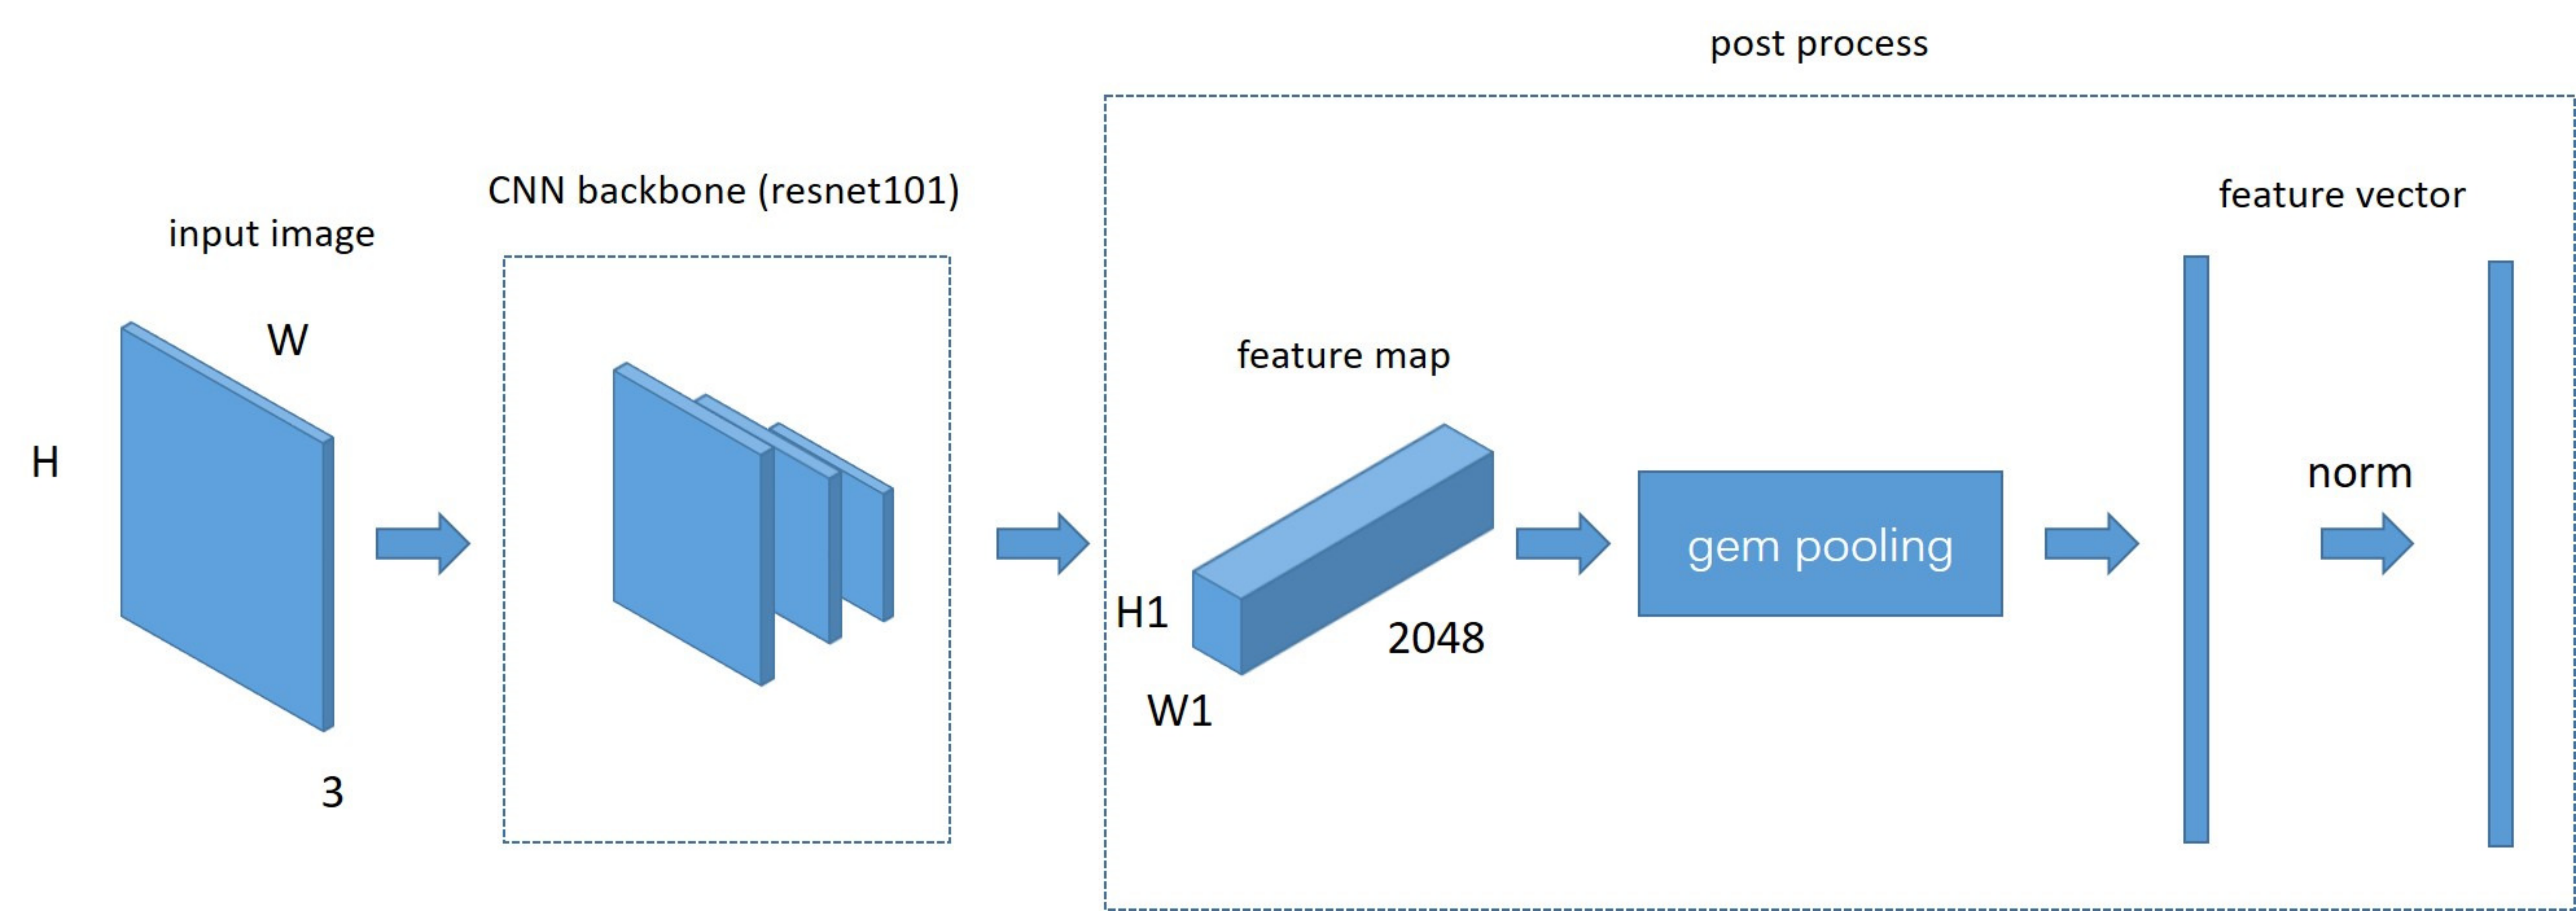 post process
CNN backbone (resnet101)
feature vector
input image
W
feature map
H
norm
gem pooling
H1
2048
W1
3